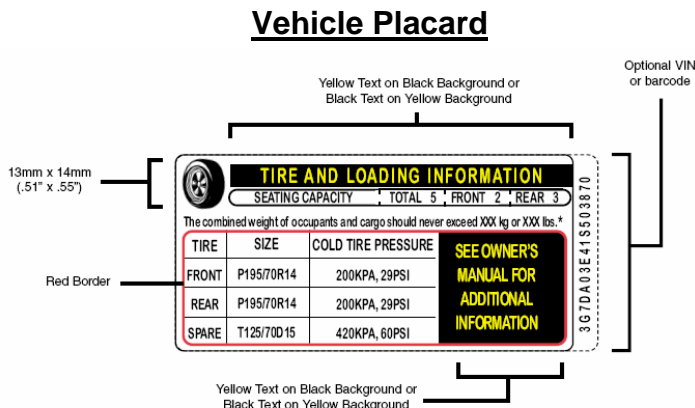 Vehicle Placard
Optional VIN
or barcode
Yellow Text on Black Background or
Black Text on Yellow Background
13mm x 14mm
(.51" x .55")
TIRE AND LOADING INFORMATION
SEATING CAPACITY TOTAL 5 FRONT 2 REAR 3
The combined weight of occupants and cargo should never exceed XXX kg or XXX lbs.*
TIRE SIZE COLD TIRE PRESSURE
FRONT P195/70R14 200KPA, 29PSI
REAR P195/70R14 200KPA, 29PSI
SPARE T125/70D15 420KPA, 60PSI
SEE OWNER'S
MANUAL FOR
ADDITIONAL
INFORMATION
3G7DA03E41S503870
Red Border
Yellow Text on Black Background or
Black Text on Yellow Background